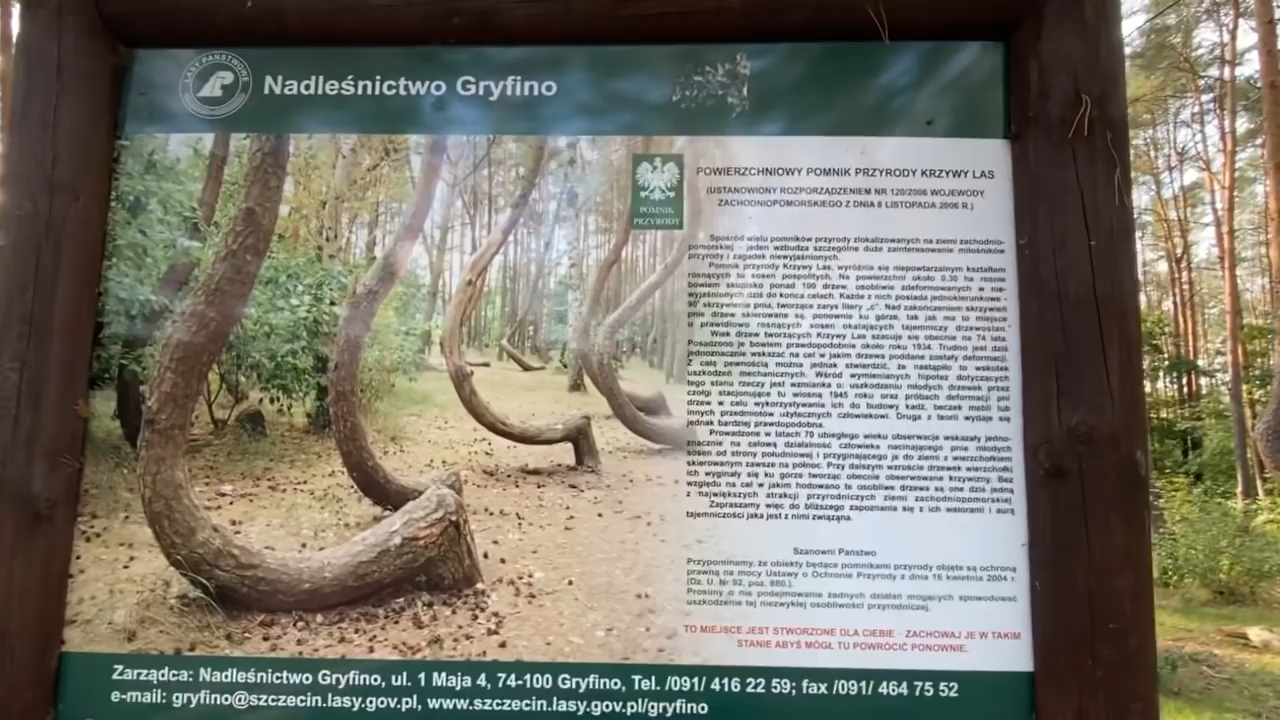 LASY PAŃSTWOWE
Nadleśnictwo Gryfino
POMNIK
PRZYRODY
POWIERZCHNIOWY POMNIK PRZYRODY KRZYWY LAS
(USTANOWIONY ROZPORZĄDZENIEM NR 120/2006 WOJEWODY
ZACHODNIOPOMORSKIEGO Z DNIA 8 LISTOPADA 2006 R.)
Spośród wielu pomników przyrody zlokalizowanych na ziemi zachodnio-
pomorskiej - jeden wzbudza szczególne duże zainteresowanie miłośników
przyrody i zagadek niewyjaśnionych.
Pomnik przyrody Krzywy Las, wyróżnia się niepowtarzalnym kształtem
rosnących tu sosen pospolitych. Na powierzchni około 0,30 ha rośnie
bowiem skupisko ponad 100 drzew, osobliwie zdeformowanych w nie-
wyjaśnionych dziś do końca celach. Każde z nich posiada jednokierunkowe -
90° skrzywienie pnia, tworzące zarys litery „c". Nad zakończeniem skrzywień
pnie drzew skierowane są, ponownie ku górze, tak jak ma to miejsce
u prawidłowo rosnących sosen okalających tajemniczy drzewostan."
Wiek drzew tworzących Krzywy Las szacuje się obecnie na 74 lata.
Posadzono je bowiem prawdopodobnie około roku 1934. Trudno jest dziś
jednoznacznie wskazać na cel w jakim drzewa poddane zostały deformacji.
Z całą pewnością można jednak stwierdzić, że nastąpiło to wskutek
uszkodzeń mechanicznych. Wśród wymienianych hipotez dotyczących
tego stanu rzeczy jest wzmianka o: uszkodzeniu młodych drzewek przez
czołgi stacjonujące tu wiosną 1945 roku oraz próbach deformacji pni
drzew w celu wykorzystywania ich do budowy kadź, beczek mebli lub
innych przedmiotów użytecznych człowiekowi. Druga z teorii wydaje się
jednak bardziej prawdopodobna.
Prowadzone w latach 70 ubiegłego wieku obserwacje wskazały jedno-
znacznie na celową działalność człowieka nacinającego pnie młodych
sosen od strony południowej i przyginającego je do ziemi z wierzchołkiem
skierowanym zawsze na północ. Przy dalszym wzroście drzewek wierzchołki
ich wyginały się ku górze tworząc obecnie obserwowane krzywizny. Bez
względu na cel w jakim hodowano te osobliwe drzewa są one dziś jedną
z największych atrakcji przyrodniczych ziemi zachodniopomorskiej
Zapraszamy więc do bliższego zapoznania się z ich walorami i aurą
tajemniczości jaka jest z nimi związana.
Szanowni Państwo
Przypominamy, że obiekty będące pomnikami przyrody objęte są ochroną
prawną na mocy Ustawy o Ochronie Przyrody z dnia 16 kwietnia 2004 r.
(Dz. U. Nr 92, poz. 880.).
Prosimy o nie podejmowanie żadnych działań mogących spowodować
uszkodzenie tej niezwykłej osobliwości przyrodniczej.
TO MIEJSCE JEST STWORZONE DLA CIEBIE - ZACHOWAJ JE W TAKIM
STANIE ABYŚ MÓGŁ TU POWRÓCIĆ PONOWNIE.
Zarządca: Nadleśnictwo Gryfino, ul. 1 Maja 4, 74-100 Gryfino, Tel. /091/ 416 22 59; fax /091/ 464 75 52
e-mail: gryfino@szczecin.lasy.gov.pl, www.szczecin.lasy.gov.pl/gryfino